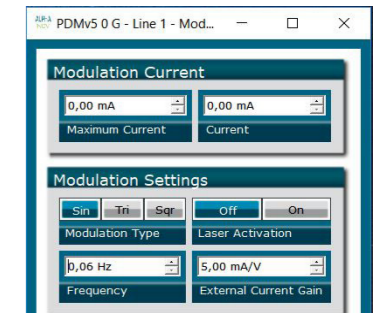 PDMv5 0 G - Line 1 - Mod...
Modulation Current
0,00 mA 0,00 mA
Maximum Current Current
Modulation Settings
Sin Tri Sqr Off On
Modulation Type Laser Activation
0,06 Hz 5,00 mA/V
Frequency External Current Gain